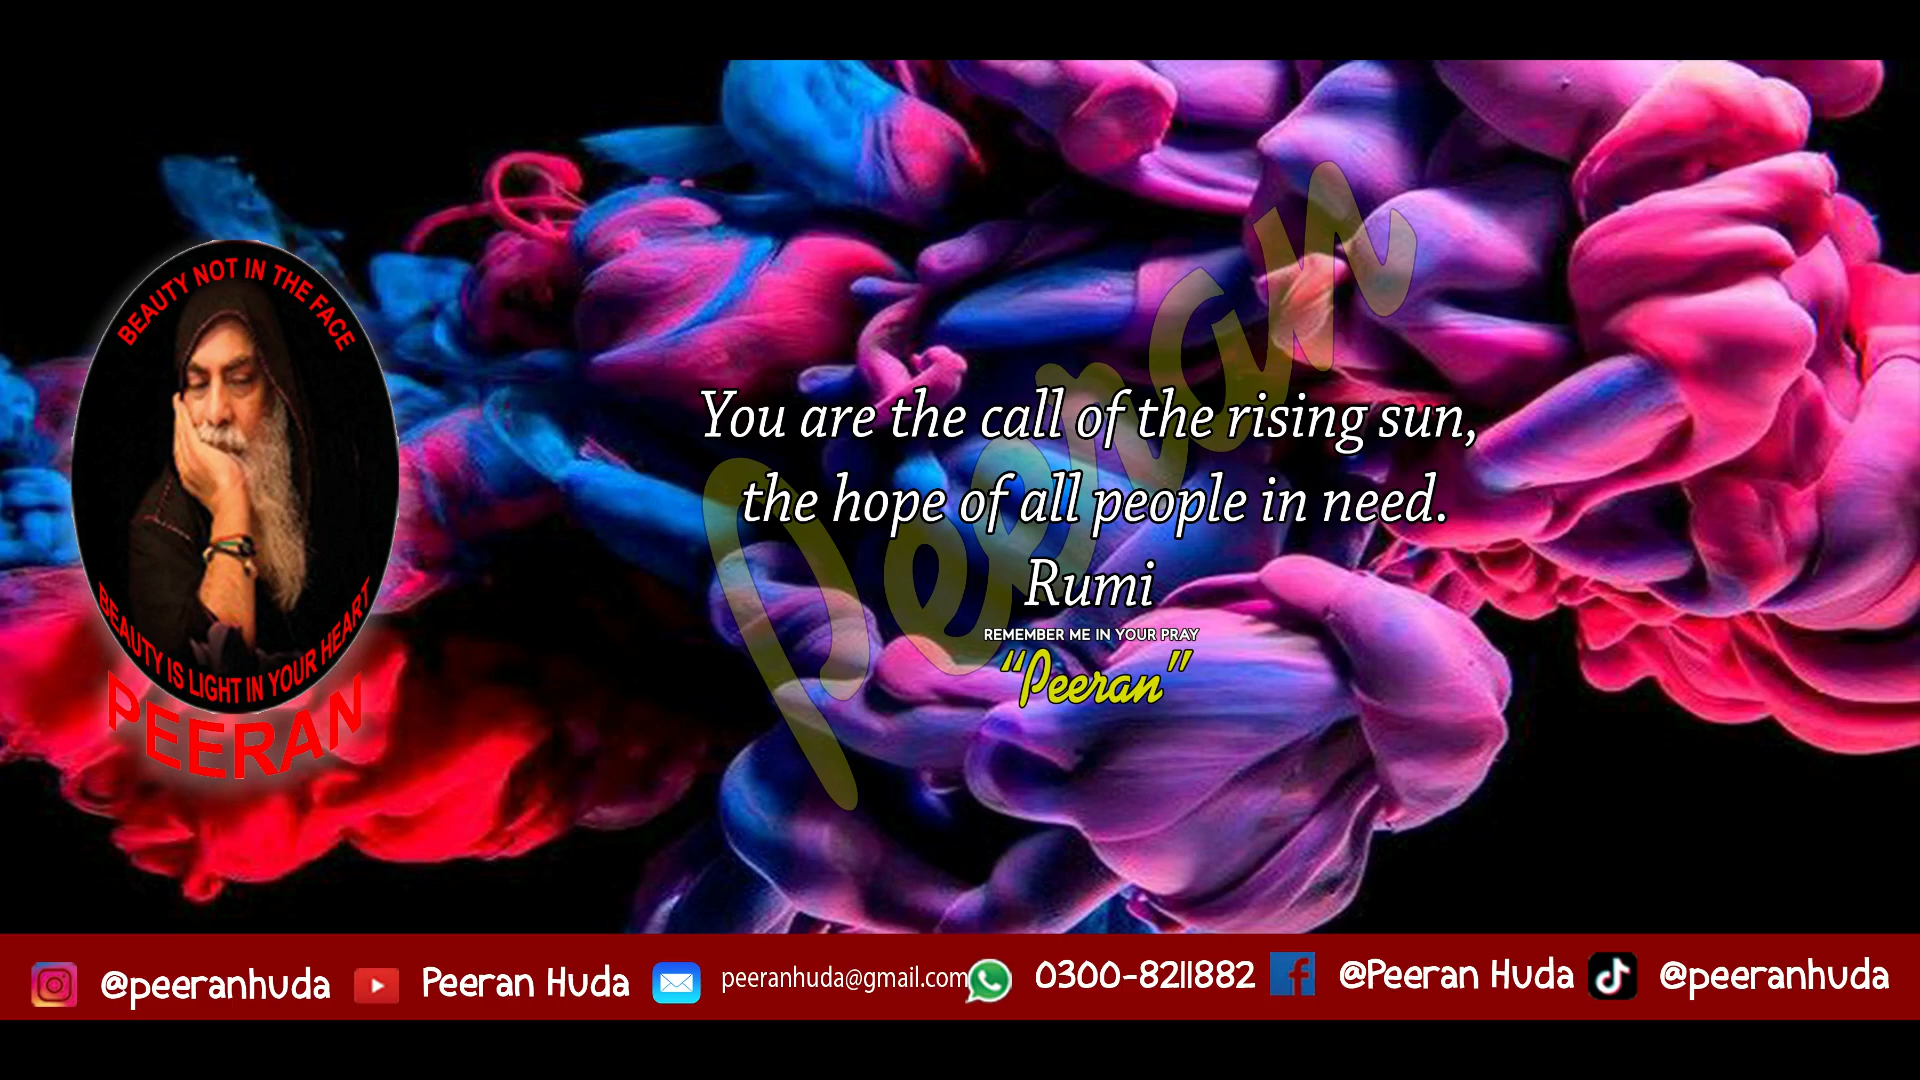 BEAUTY NOT IN THE FACE
BEAUTY IS LIGHT IN YOUR HEART
PEERAN
Peeran
You are the call of the rising sun,
the hope of all people in need.
Rumi
REMEMBER ME IN YOUR PRAY
"Peeran"
@peeranhuda Peeran Huda peeranhuda@gmail.com 0300-8211882 @Peeran Huda @peeranhuda